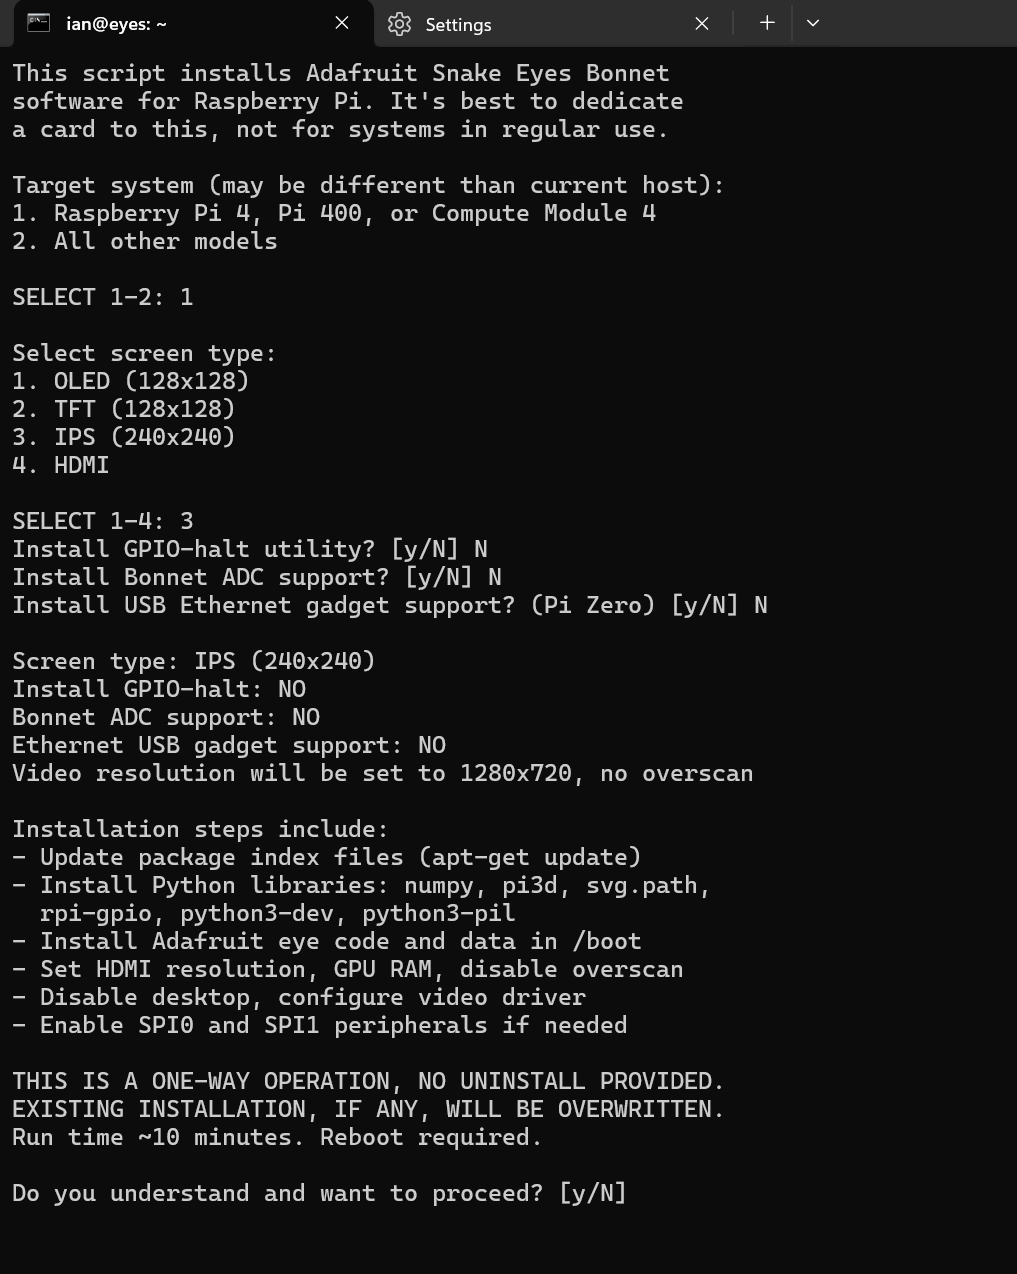 ian@eyes: ~
Settings
This script installs Adafruit Snake Eyes Bonnet
software for Raspberry Pi. It's best to dedicate
a card to this, not for systems in regular use.
Target system (may be different than current host):
1. Raspberry Pi 4, Pi 400, or Compute Module 4
2. All other models
SELECT 1-2: 1
Select screen type:
1. OLED (128x128)
2. TFT (128x128)
3. IPS (240x240)
4. HDMI
SELECT 1-4: 3
Install GPIO-halt utility? [y/N] N
Install Bonnet ADC support? [y/N] N
Install USB Ethernet gadget support? (Pi Zero) [y/N] N
Screen type: IPS (240x240)
Install GPIO-halt: NO
Bonnet ADC support: NO
Ethernet USB gadget support: NO
Video resolution will be set to 1280x720, no overscan
Installation steps include:
- Update package index files (apt-get update)
- Install Python libraries: numpy, pi3d, svg.path,
rpi-gpio, python3-dev, python3-pil
- Install Adafruit eye code and data in /boot
- Set HDMI resolution, GPU RAM, disable overscan
- Disable desktop, configure video driver
- Enable SPI0 and SPI1 peripherals if needed
THIS IS A ONE-WAY OPERATION, NO UNINSTALL PROVIDED.
EXISTING INSTALLATION, IF ANY, WILL BE OVERWRITTEN.
Run time ~10 minutes. Reboot required.
Do you understand and want to proceed? [y/N]